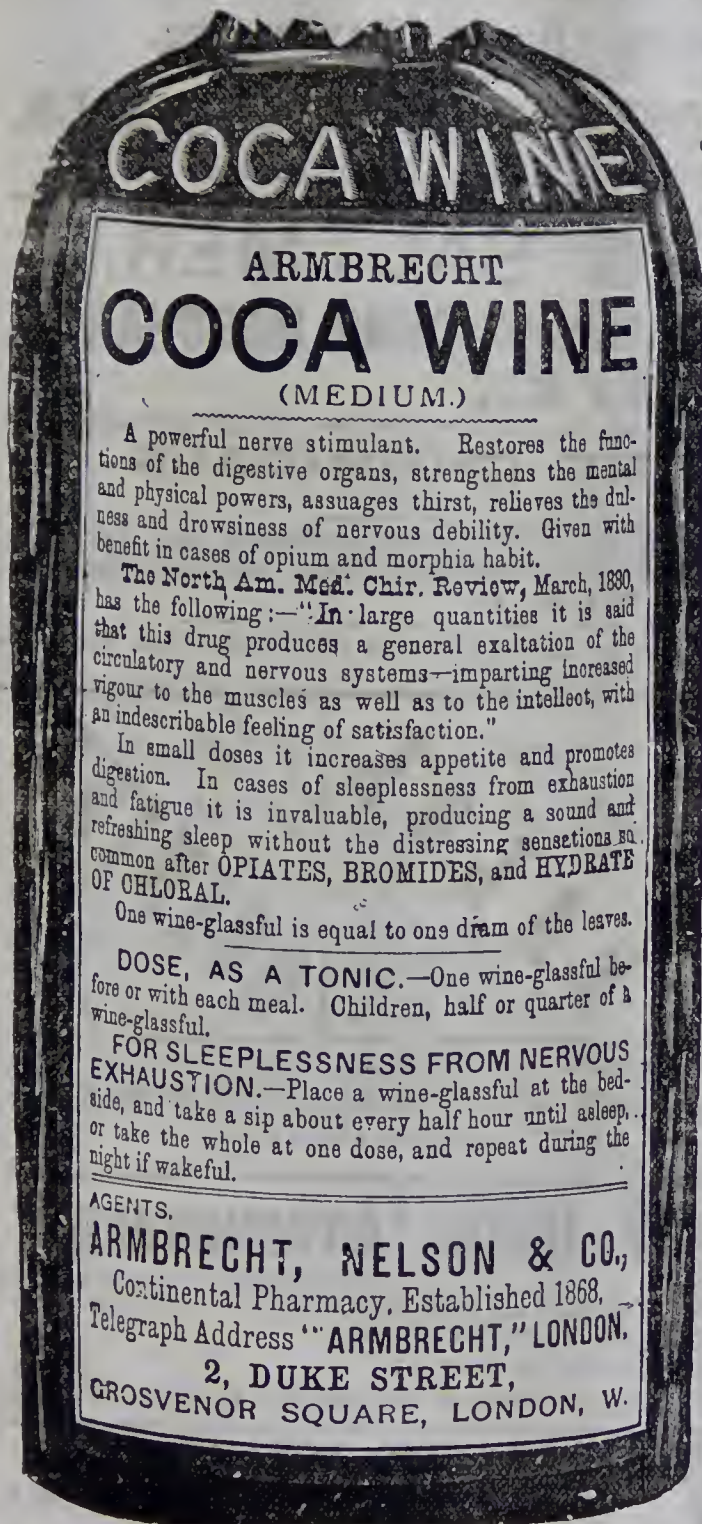 COCA WINE
ARMBRECHT
COCA WINE
(MEDIUM.)
A powerful nerve stimulant. Restores the func-
tions of the digestive organs, strengthens the mental
and physical powers, assuages thirst, relieves the dul-
ness and drowsiness of nervous debility. Given with
benefit in cases of opium and morphia habit.
The North Am. Med. Chir. Review, March, 1880,
has the following:—"In large quantities it is said
that this drug produces a general exaltation of the
circulatory and nervous systems—imparting increased
vigour to the muscles as well as to the intellect, with
an indescribable feeling of satisfaction."
In small doses it increases appetite and promotes
digestion. In cases of sleeplessness from exhaustion
and fatigue it is invaluable, producing a sound and
refreshing sleep without the distressing sensations so
common after OPIATES, BROMIDES, and HYDRATE
OF CHLORAL.
One wine-glassful is equal to one dram of the leaves.
DOSE, AS A TONIC.—One wine-glassful be-
fore or with each meal. Children, half or quarter of a
wine-glassful.
FOR SLEEPLESSNESS FROM NERVOUS
EXHAUSTION.—Place a wine-glassful at the bed-
side, and take a sip about every half hour until asleep,
or take the whole at one dose, and repeat during the
night if wakeful.
AGENTS.
ARMBRECHT, NELSON & CO.,
Continental Pharmacy. Established 1868,
Telegraph Address "ARMBRECHT," LONDON.
2, DUKE STREET,
GROSVENOR SQUARE, LONDON, W.